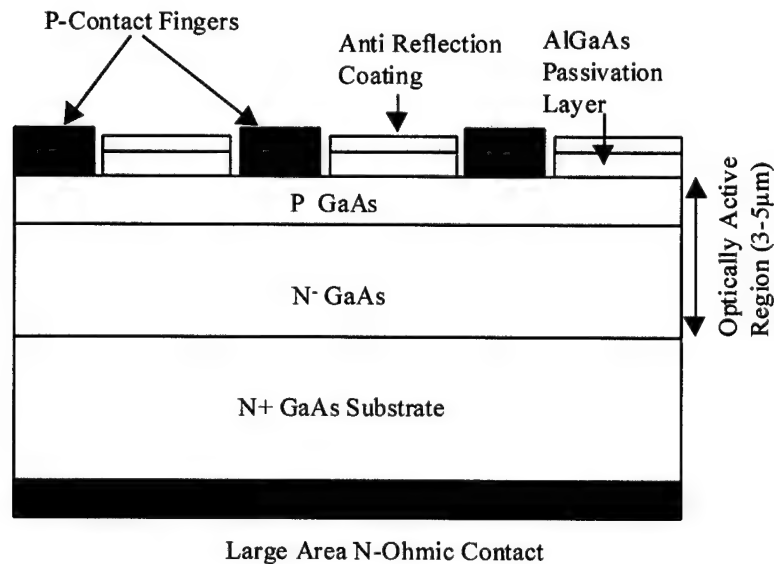 P-Contact Fingers
Anti Reflection
Coating
AlGaAs
Passivation
Layer
P GaAs
N- GaAs
N+ GaAs Substrate
Optically Active
Region (3-5μm)
Large Area N-Ohmic Contact